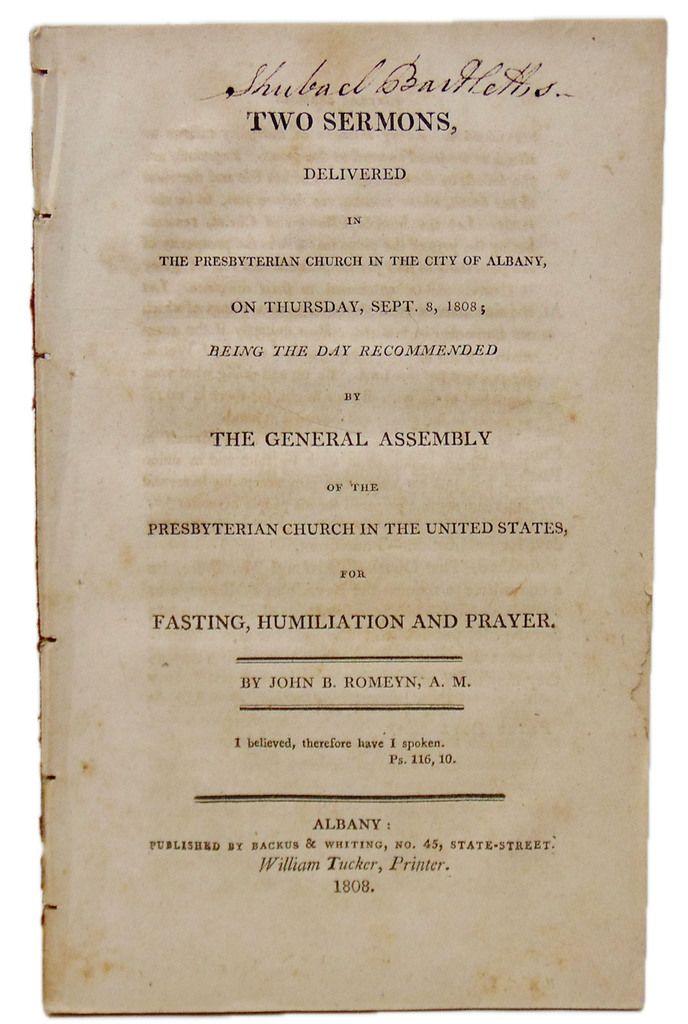 Shubael Bartletts.
TWO SERMONS,
DELIVERED
IN
THE PRESBYTERIAN CHURCH IN THE CITY OF ALBANY,
ON THURSDAY, SEPT. 8, 1808;
BEING THE DAY RECOMMENDED
BY
THE GENERAL ASSEMBLY
OF THE
PRESBYTERIAN CHURCH IN THE UNITED STATES,
FOR
FASTING, HUMILIATION AND PRAYER.
BY JOHN B. ROMEYN, A. M.
I believed, therefore have I spoken.
Ps. 116, 10.
ALBANY:
PUBLISHED BY BACKUS & WHITING, NO. 45, STATE-STREET.
William Tucker, Printer.
1808.